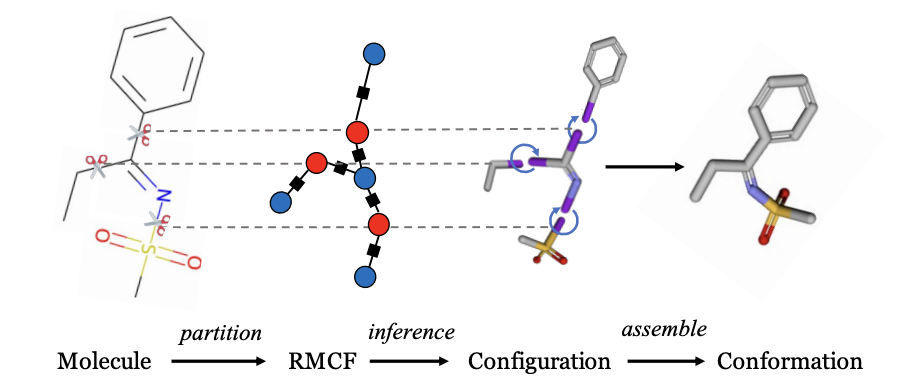 N
O
S
O
partition
inference
assemble
Molecule
RMCF
Configuration
Conformation